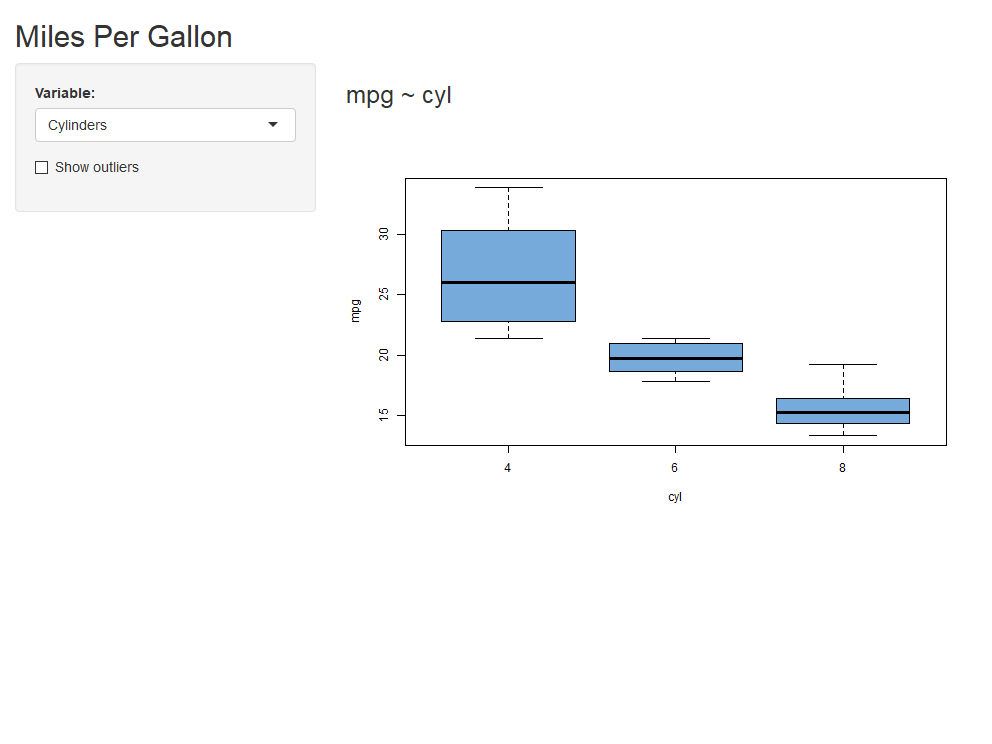 Miles Per Gallon
Variable:
Cylinders
Show outliers
mpg ~ cyl
30
25
20
15
mpg
4 6 8
cyl